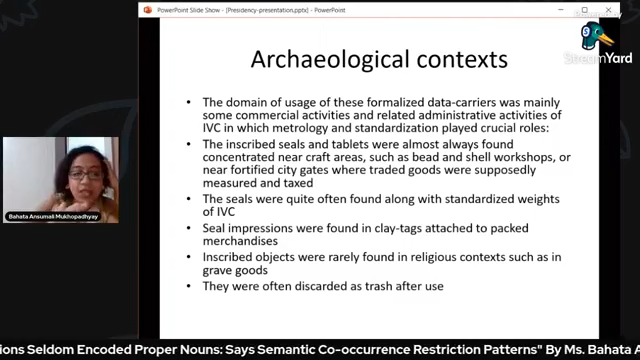 PowerPoint Slide Show - [Presidency-presentation.pptx] - PowerPoint
StreamYard
Archaeological contexts
• The domain of usage of these formalized data-carriers was mainly
some commercial activities and related administrative activities of
IVC in which metrology and standardization played crucial roles:
• The inscribed seals and tablets were almost always found
concentrated near craft areas, such as bead and shell workshops, or
near fortified city gates where traded goods were supposedly
measured and taxed
• The seals were quite often found along with standardized weights
of IVC
• Seal impressions were found in clay-tags attached to packed
merchandises
• Inscribed objects were rarely found in religious contexts such as in
grave goods
• They were often discarded as trash after use
Bahata Ansumali Mukhopadhyay
ions Seldom Encoded Proper Nouns: Says Semantic Co-occurrence Restriction Patterns" By Ms. Bahata A